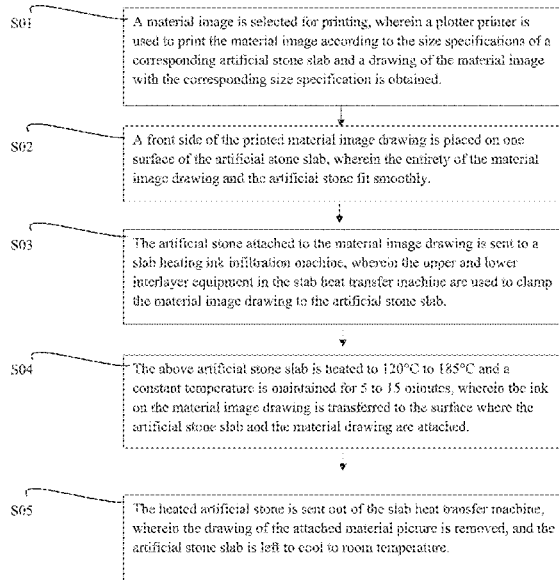 S01
A material image is selected for printing, wherein a plotter printer is
used to print the material image according to the size specifications of a
corresponding artificial stone slab and a drawing of the material image
with the corresponding size specification is obtained.
S02
A front side of the printed material image drawing is placed on one
surface of the artificial stone slab, wherein the entirety of the material
image drawing and the artificial stone fit smoothly.
S03
The artificial stone attached to the material image drawing is sent to a
slab heating ink infiltration machine, wherein the upper and lower
interlayer equipment in the slab heat transfer machine are used to clamp
the material image drawing to the artificial stone slab.
S04
The above artificial stone slab is heated to 120°C to 185°C and a
constant temperature is maintained for 5 to 15 minutes, wherein the ink
on the material image drawing is transferred to the surface where the
artificial stone slab and the material drawing are attached.
S05
The heated artificial stone is sent out of the slab heat transfer machine,
wherein the drawing of the attached material picture is removed, and the
artificial stone slab is left to cool to room temperature.